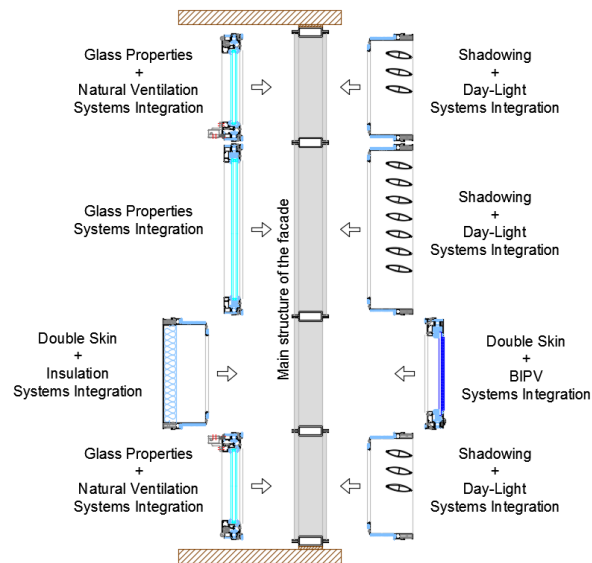 Glass Properties
+
Natural Ventilation
Systems Integration
Shadowing
+
Day-Light
Systems Integration
Glass Properties
Systems Integration
Main structure of the facade
Shadowing
+
Day-Light
Systems Integration
Double Skin
+
Insulation
Systems Integration
Double Skin
+
BIPV
Systems Integration
Glass Properties
+
Natural Ventilation
Systems Integration
Shadowing
+
Day-Light
Systems Integration